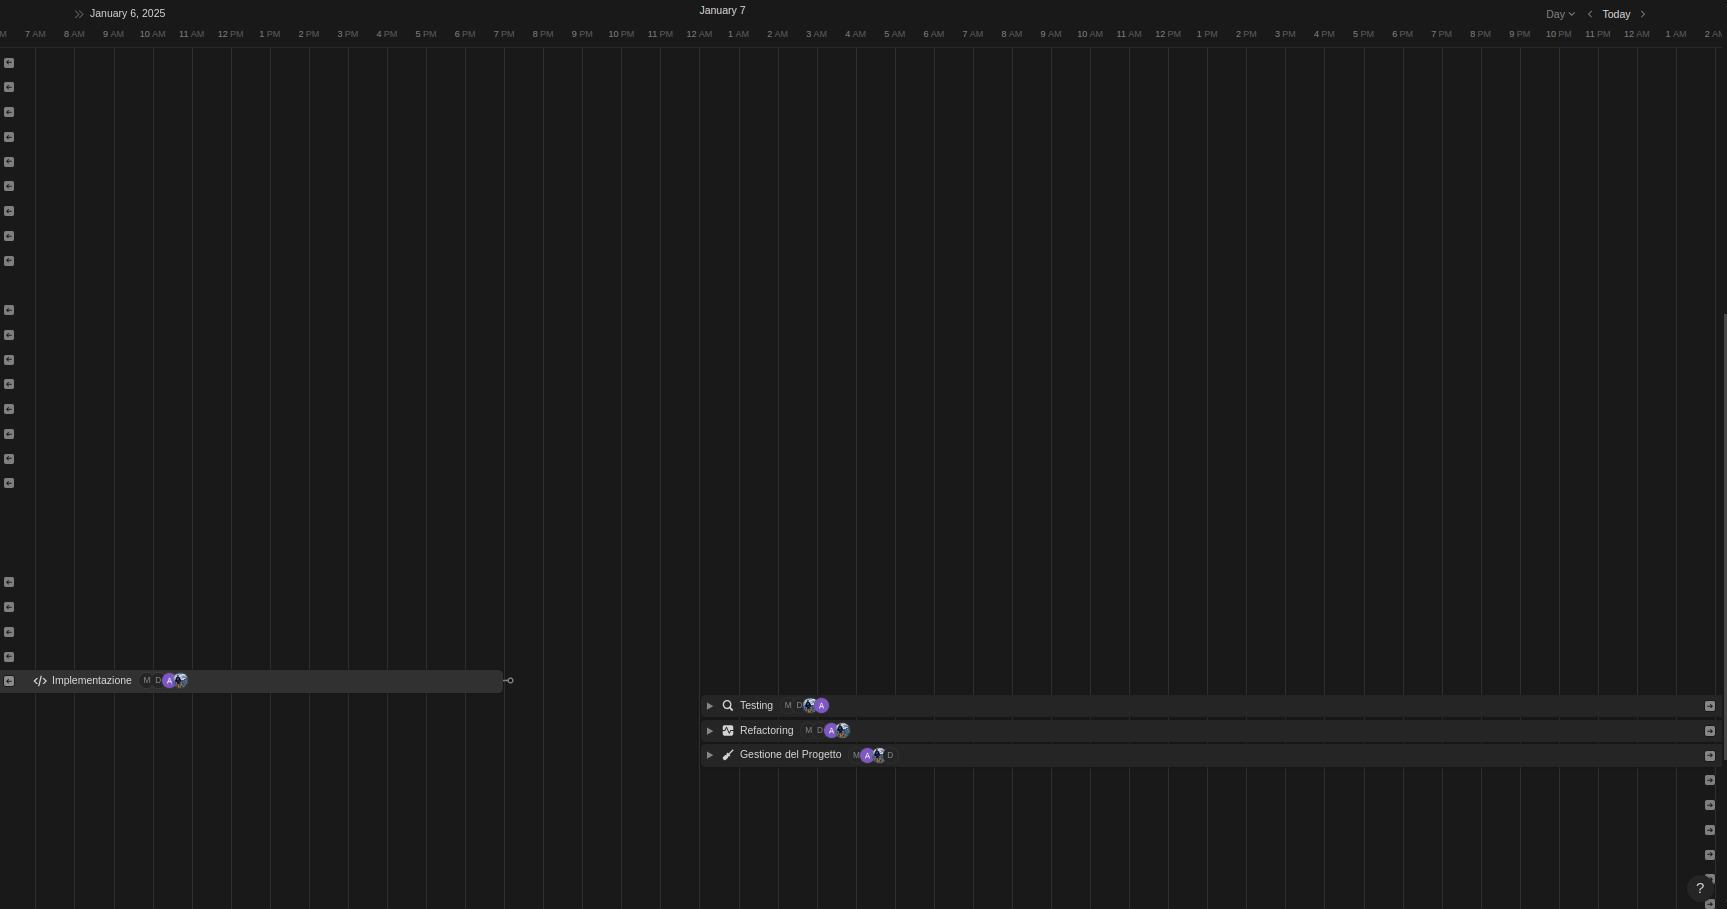 January 6, 2025 January 7 Day Today
M 7 AM 8 AM 9 AM 10 AM 11 AM 12 PM 1 PM 2 PM 3 PM 4 PM 5 PM 6 PM 7 PM 8 PM 9 PM 10 PM 11 PM 12 AM 1 AM 2 AM 3 AM 4 AM 5 AM 6 AM 7 AM 8 AM 9 AM 10 AM 11 AM 12 PM 1 PM 2 PM 3 PM 4 PM 5 PM 6 PM 7 PM 8 PM 9 PM 10 PM 11 PM 12 AM 1 AM 2 AM
</> Implementazione M D A
Testing M D A
Refactoring M D A
Gestione del Progetto M A D
?